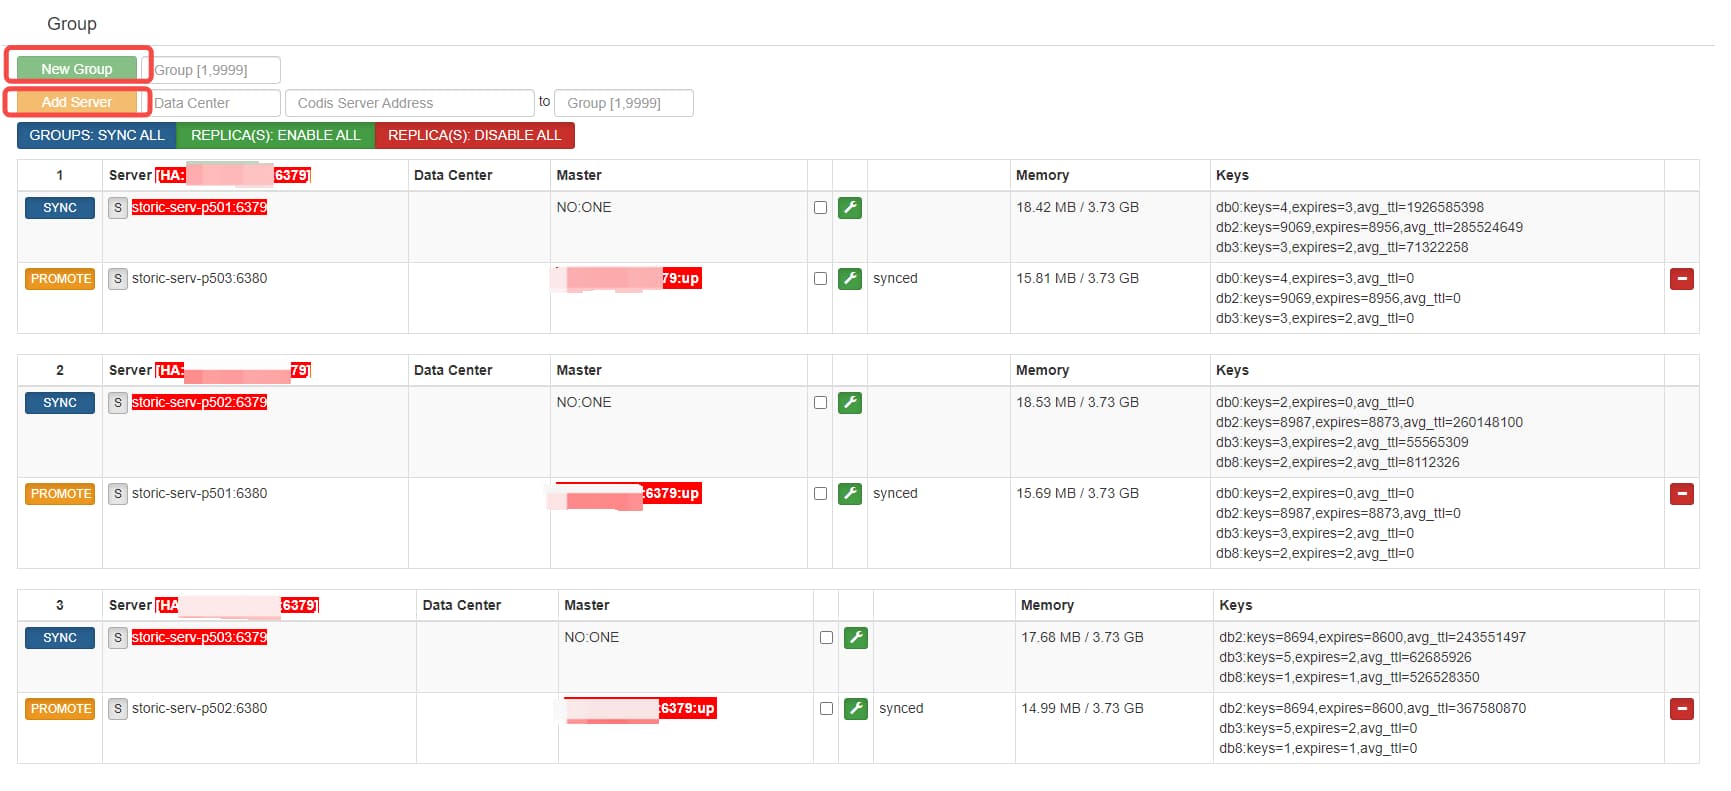 Group
New Group Group [1,9999]
Add Server Data Center Codis Server Address to Group [1,9999]
GROUPS: SYNC ALL REPLICA(S): ENABLE ALL REPLICA(S): DISABLE ALL
1 Server [HA: 6379] Data Center Master Memory Keys
SYNC S storic-serv-p501:6379 NO:ONE 18.42 MB / 3.73 GB db0:keys=4,expires=3,avg_ttl=1926585398
db2:keys=9069,expires=8956,avg_ttl=285524649
db3:keys=3,expires=2,avg_ttl=71322258
PROMOTE S storic-serv-p503:6380 79:up synced 15.81 MB / 3.73 GB db0:keys=4,expires=3,avg_ttl=0
db2:keys=9069,expires=8956,avg_ttl=0
db3:keys=3,expires=2,avg_ttl=0
2 Server [HA: 79] Data Center Master Memory Keys
SYNC S storic-serv-p502:6379 NO:ONE 18.53 MB / 3.73 GB db0:keys=2,expires=0,avg_ttl=0
db2:keys=8987,expires=8873,avg_ttl=260148100
db3:keys=3,expires=2,avg_ttl=55565309
db8:keys=2,expires=2,avg_ttl=8112326
PROMOTE S storic-serv-p501:6380 :6379:up synced 15.69 MB / 3.73 GB db0:keys=2,expires=0,avg_ttl=0
db2:keys=8987,expires=8873,avg_ttl=0
db3:keys=3,expires=2,avg_ttl=0
db8:keys=2,expires=2,avg_ttl=0
3 Server [HA :6379] Data Center Master Memory Keys
SYNC S storic-serv-p503:6379 NO:ONE 17.68 MB / 3.73 GB db2:keys=8694,expires=8600,avg_ttl=243551497
db3:keys=5,expires=2,avg_ttl=62685926
db8:keys=1,expires=1,avg_ttl=526528350
PROMOTE S storic-serv-p502:6380 :6379:up synced 14.99 MB / 3.73 GB db2:keys=8694,expires=8600,avg_ttl=367580870
db3:keys=5,expires=2,avg_ttl=0
db8:keys=1,expires=1,avg_ttl=0